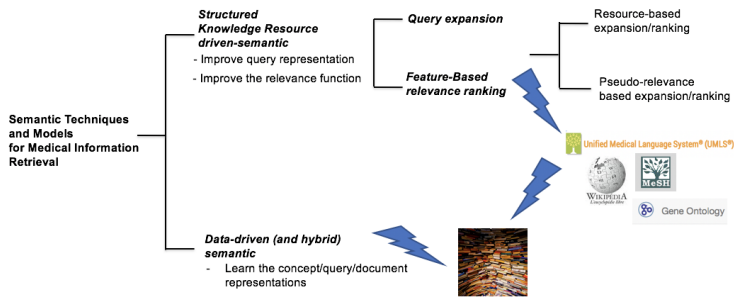 Semantic Techniques
and Models
for Medical Information
Retrieval
Structured
Knowledge Resource
driven-semantic
- Improve query representation
- Improve the relevance function
Query expansion
Feature-Based
relevance ranking
Resource-based
expansion/ranking
Pseudo-relevance
based expansion/ranking
Unified Medical Language System® (UMLS®)
WIKIPEDIA
L'encyclopédie libre
MeSH
Gene Ontology
Data-driven (and hybrid)
semantic
- Learn the concept/query/document
representations